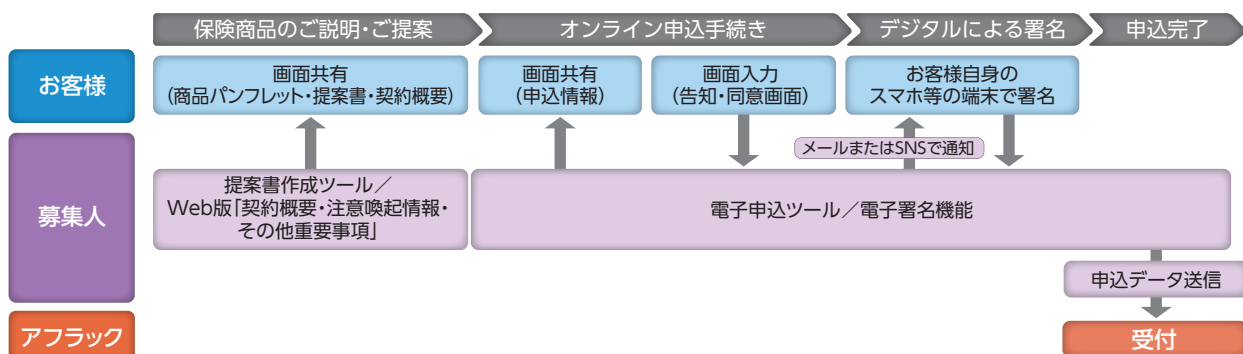 保険商品のご説明・ご提案
オンライン申込手続き
デジタルによる署名
申込完了
お客様
画面共有
(商品パンフレット・提案書・契約概要)
画面共有
(申込情報)
画面入力
(告知・同意画面)
お客様自身の
スマホ等の端末で署名
メールまたはSNSで通知
募集人
提案書作成ツール／
Web版「契約概要・注意喚起情報・
その他重要事項」
電子申込ツール／電子署名機能
申込データ送信
アフラック
受付